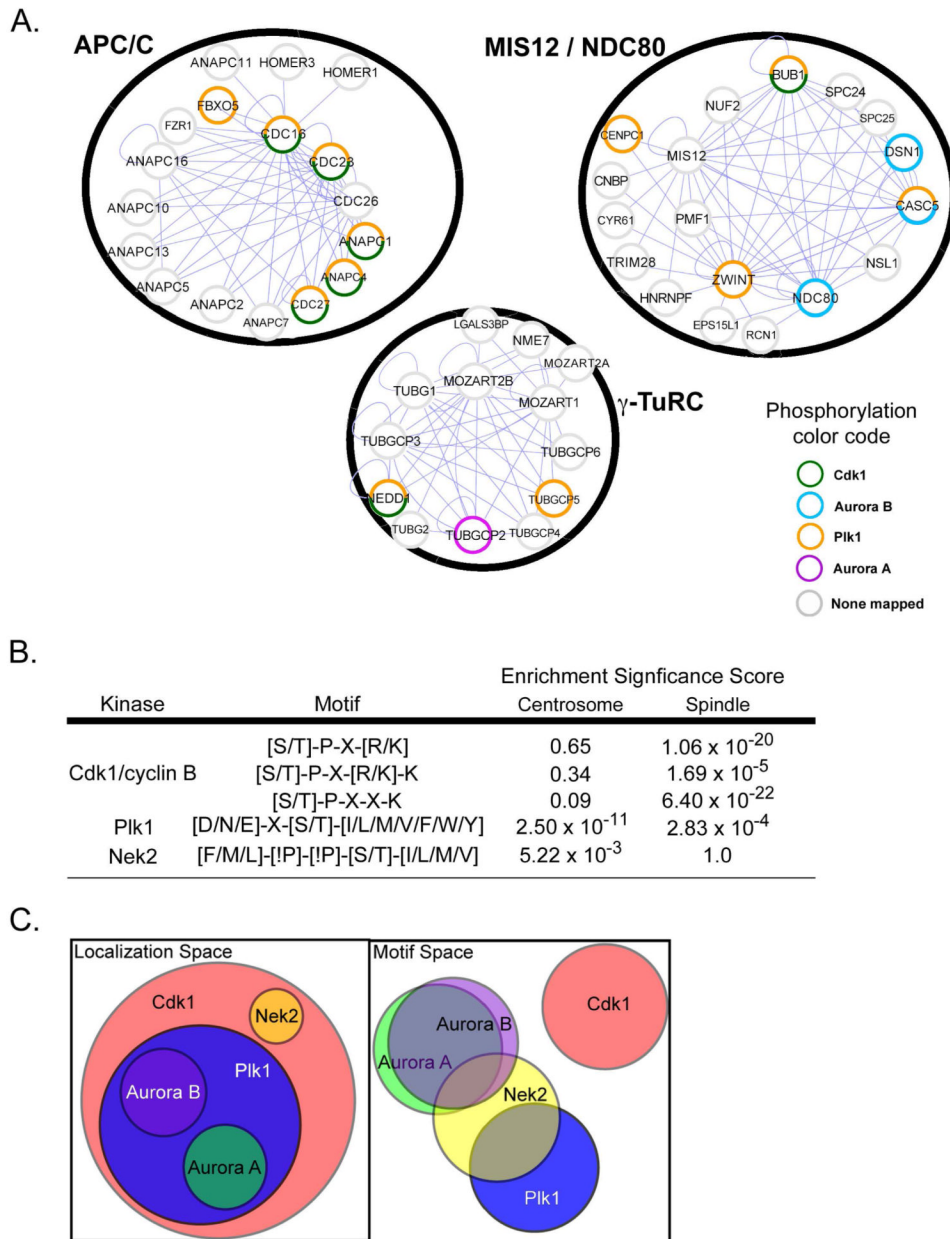 A.
APC/C
MIS12 / NDC80
ANAPC11
HOMER3
HOMER1
FBXO5
FZR1
CDC16
ANAPC16
CDC23
ANAPC10
CDC26
ANAPC13
ANAPC1
ANAPC5
ANAPC4
ANAPC2
CDC27
ANAPC7
BUB1
SPC24
NUF2
SPC25
CENPC1
DSN1
MIS12
CNBP
CASC5
CYR61
PMF1
TRIM28
NSL1
ZWINT
HNRNPF
NDC80
EPS15L1
RCN1
LGALS3BP
NME7
MOZART2A
MOZART2B
TUBG1
MOZART1
γ-TuRC
TUBGCP3
TUBGCP6
NEDD1
TUBGCP5
TUBG2
TUBGCP2
TUBGCP4
Phosphorylation
color code
Cdk1
Aurora B
Plk1
Aurora A
None mapped
B.
Enrichment Signficance Score
Kinase Motif Centrosome Spindle
[S/T]-P-X-[R/K] 0.65 1.06 x 10⁻²⁰
Cdk1/cyclin B [S/T]-P-X-[R/K]-K 0.34 1.69 x 10⁻⁵
[S/T]-P-X-X-K 0.09 6.40 x 10⁻²²
Plk1 [D/N/E]-X-[S/T]-[I/L/M/V/F/W/Y] 2.50 x 10⁻¹¹ 2.83 x 10⁻⁴
Nek2 [F/M/L]-[!P]-[!P]-[S/T]-[I/L/M/V] 5.22 x 10⁻³ 1.0
C.
Localization Space
Cdk1
Nek2
Plk1
Aurora B
Aurora A
Motif Space
Cdk1
Aurora B
Aurora A
Nek2
Plk1